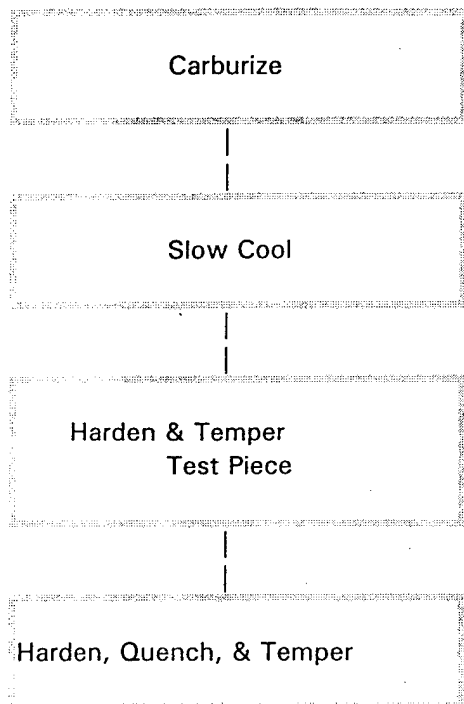 Carburize
Slow Cool
Harden & Temper
Test Piece
Harden, Quench, & Temper